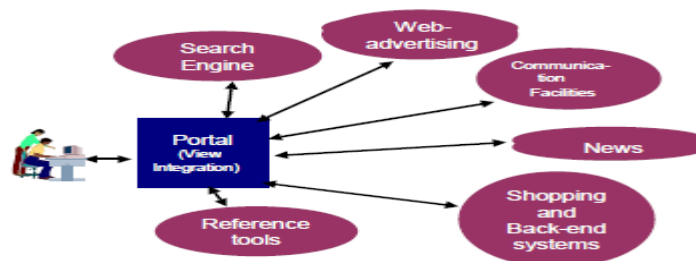 Search
Engine
Web-
advertising
Communica-
tion
Facilities
Portal
(View
Integration)
News
Shopping
and
Back-end
systems
Reference
tools